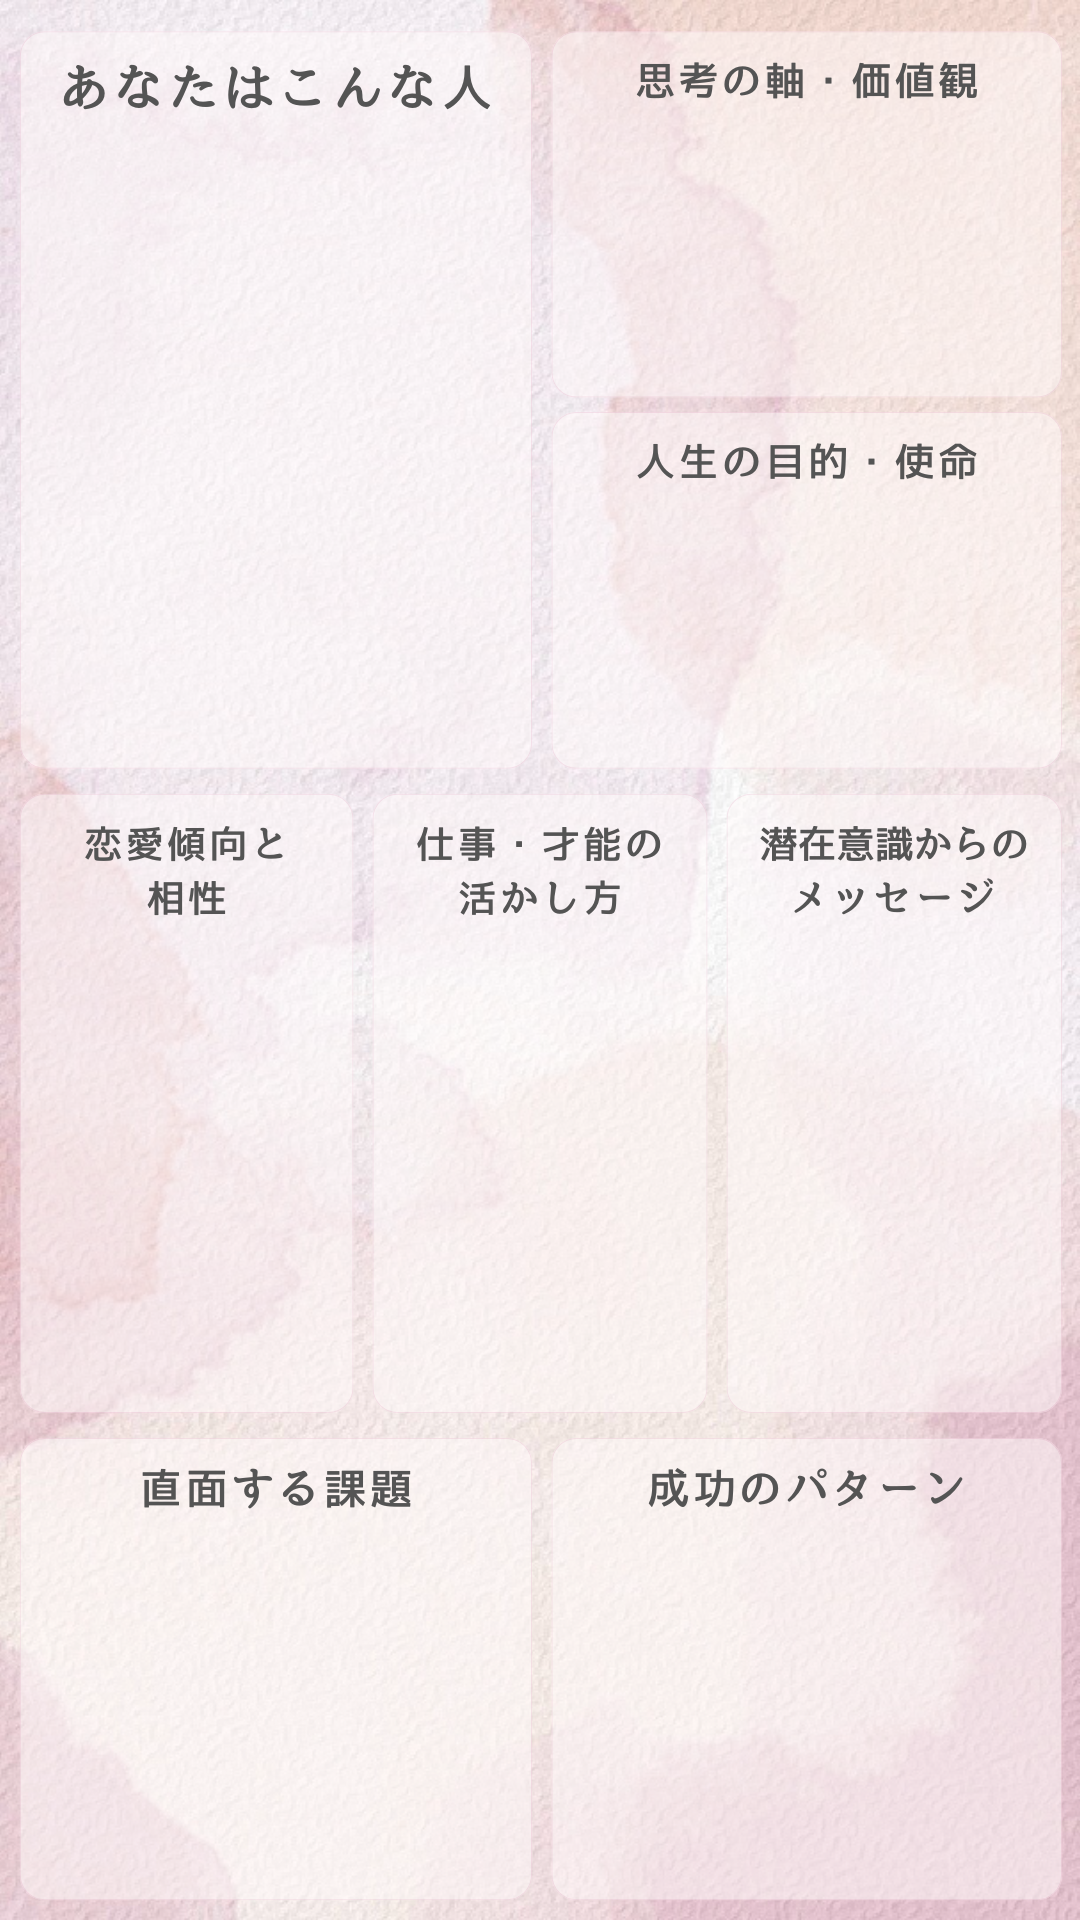 あなたはこんな人
思考の軸・価値観
人生の目的・使命
恋愛傾向と
相性
仕事・才能の
活かし方
潜在意識からの
メッセージ
直面する課題
成功のパターン